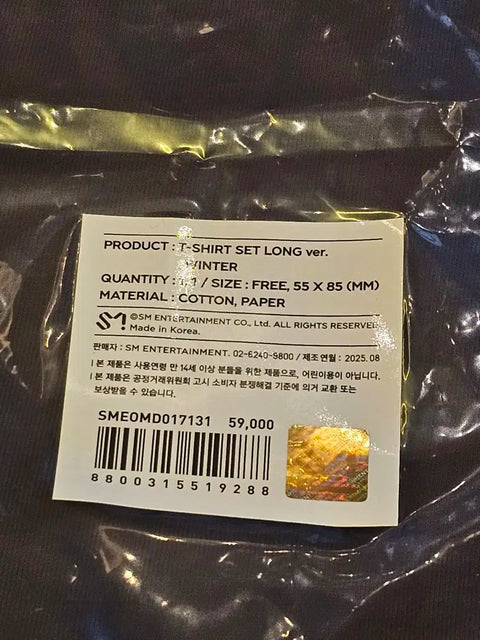 PRODUCT : T-SHIRT SET LONG ver.
WINTER
QUANTITY : 1, 1 / SIZE : FREE, 55 X 85 (MM)
MATERIAL : COTTON, PAPER
SM
©SM ENTERTAINMENT CO., Ltd. ALL RIGHTS RESERVED.
Made in Korea.
판매자 : SM ENTERTAINMENT. 02-6240-9800 / 제조연월 : 2025. 08
| 본 제품은 사용연령 만 14세 이상 분들을 위한 제품으로, 어린이용이 아닙니다.
| 본 제품은 공정거래위원회 고시 소비자 분쟁해결 기준에 의거 교환 또는
보상받을 수 있습니다.
SMEOMD017131 59,000
8800315519288